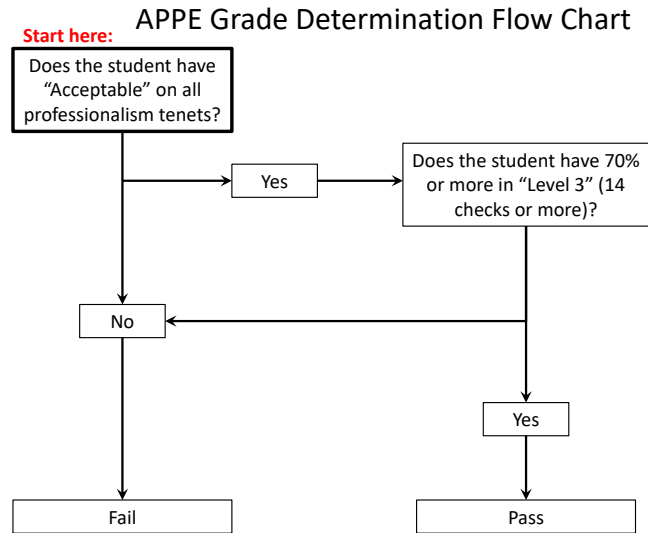 APPE Grade Determination Flow Chart
Start here:
Does the student have
“Acceptable” on all
professionalism tenets?
Yes
Does the student have 70%
or more in “Level 3” (14
checks or more)?
No
Yes
Fail
Pass